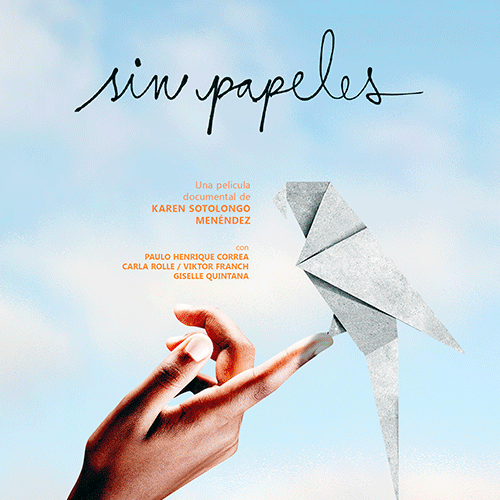 sin papeles
Una película
documental de
KAREN SOTOLONGO
MENÉNDEZ
con
PAULO HENRIQUE CORREA
CARLA ROLLE / VIKTOR FRANCH
GISELLE QUINTANA